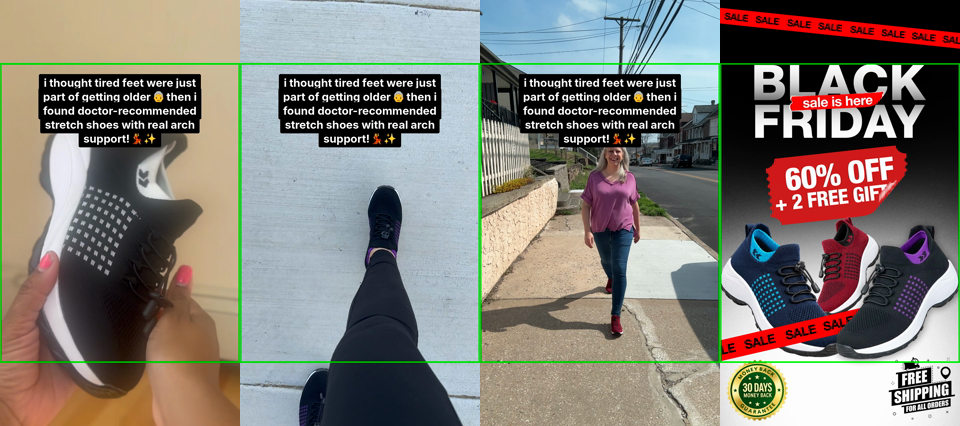 i thought tired feet were just
part of getting older 👵 then i
found doctor-recommended
stretch shoes with real arch
support! 💃✨
i thought tired feet were just
part of getting older 👵 then i
found doctor-recommended
stretch shoes with real arch
support! 💃✨
i thought tired feet were just
part of getting older 👵 then i
found doctor-recommended
stretch shoes with real arch
support! 💃✨
SALE SALE SALE SALE SALE SALE SALE
BLACK
sale is here
FRIDAY
60% OFF
+ 2 FREE
SALE SALE SALE SALE
MONEY BACK
30 DAYS
MONEY BACK
GUARANTEE
FREE
SHIPPING
FOR ALL ORDERS